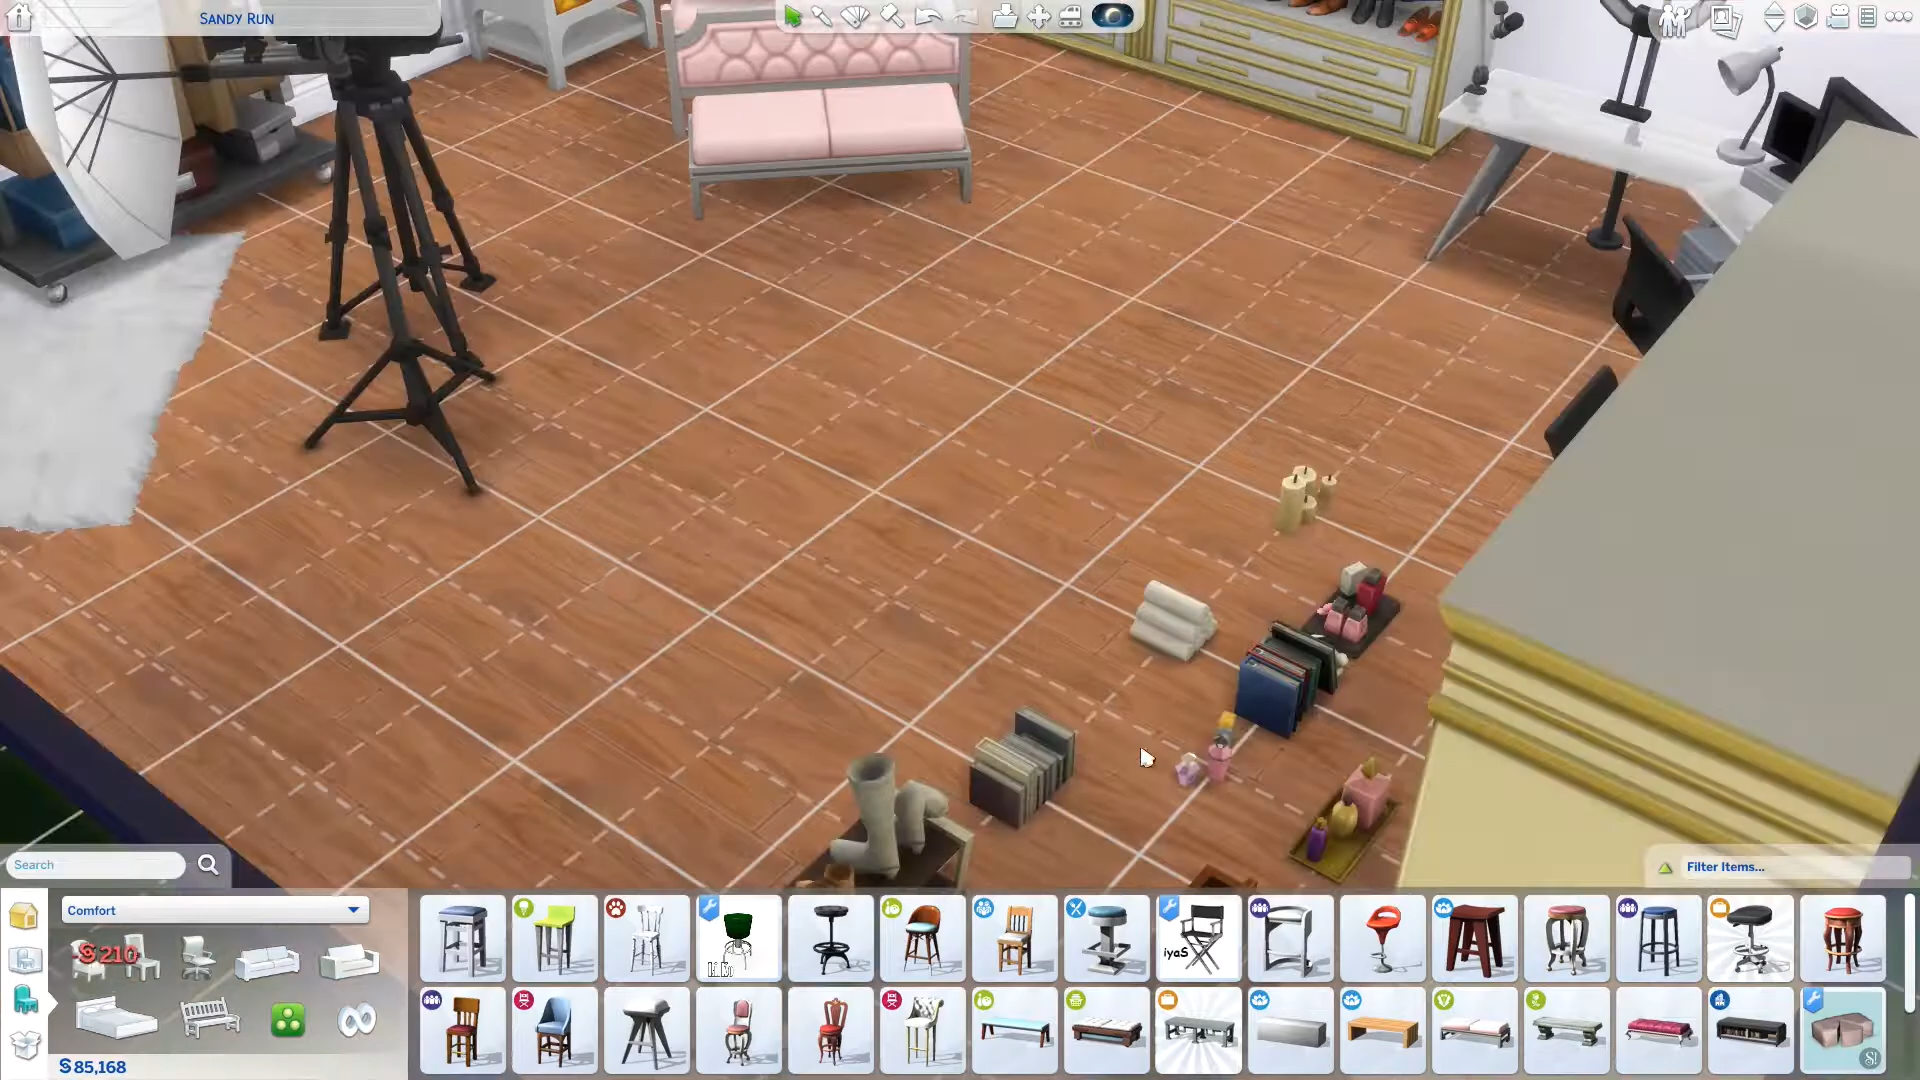 SANDY RUN
Search
Filter Items...
Comfort
-§210
iyaS
§85,168